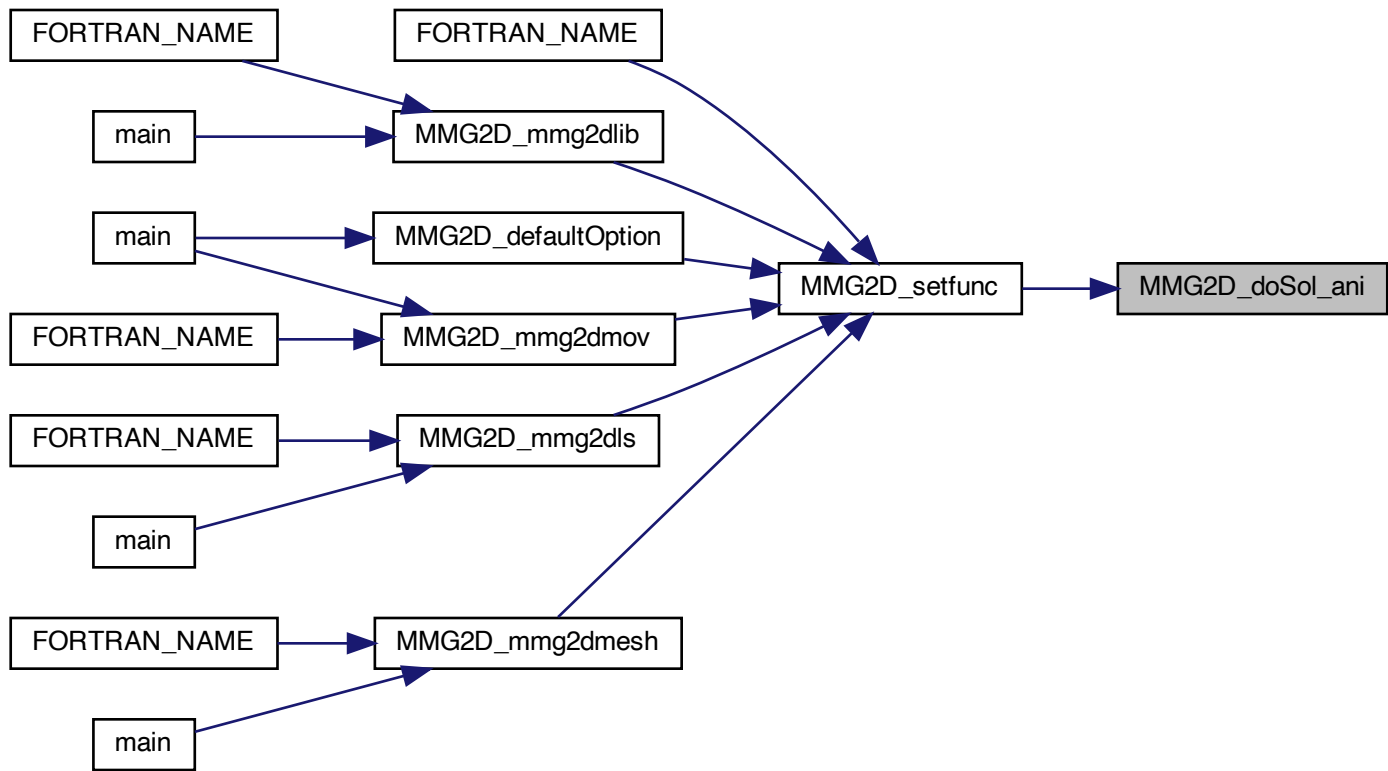 FORTRAN_NAME
FORTRAN_NAME
main
MMG2D_mmg2dlib
main
MMG2D_defaultOption
MMG2D_setfunc
MMG2D_doSol_ani
FORTRAN_NAME
MMG2D_mmg2dmov
FORTRAN_NAME
MMG2D_mmg2dls
main
FORTRAN_NAME
MMG2D_mmg2dmesh
main